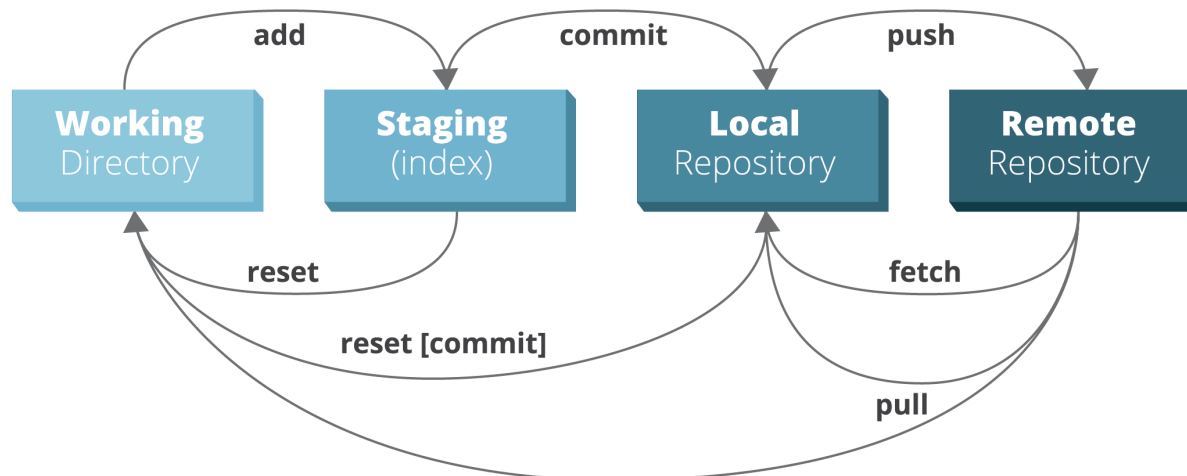 add
commit
push
Working
Directory
Staging
(index)
Local
Repository
Remote
Repository
reset
fetch
reset [commit]
pull